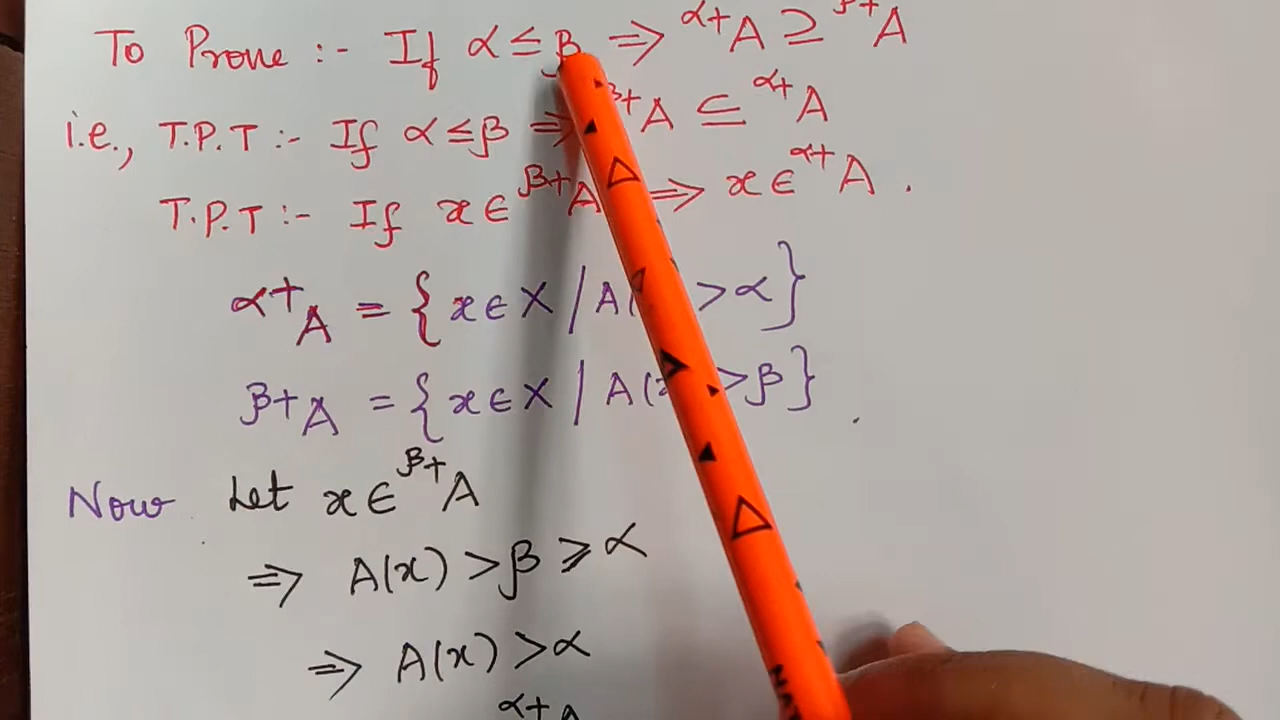 To Prove :- If α ≤ β ⇒ ᵅ⁺A ⊇ ᵝ⁺A
i.e., T.P.T :- If α ≤ β ⇒ ᵝ⁺A ⊆ ᵅ⁺A
T.P.T :- If x ∈ ᵝ⁺A ⇒ x ∈ ᵅ⁺A .
α+A = { x ∈ X / A( > α }
β+A = { x ∈ X / A(x > β }
Now Let x ∈ ᵝ⁺A
⇒ A(x) > β ≥ α
⇒ A(x) > α
α+A